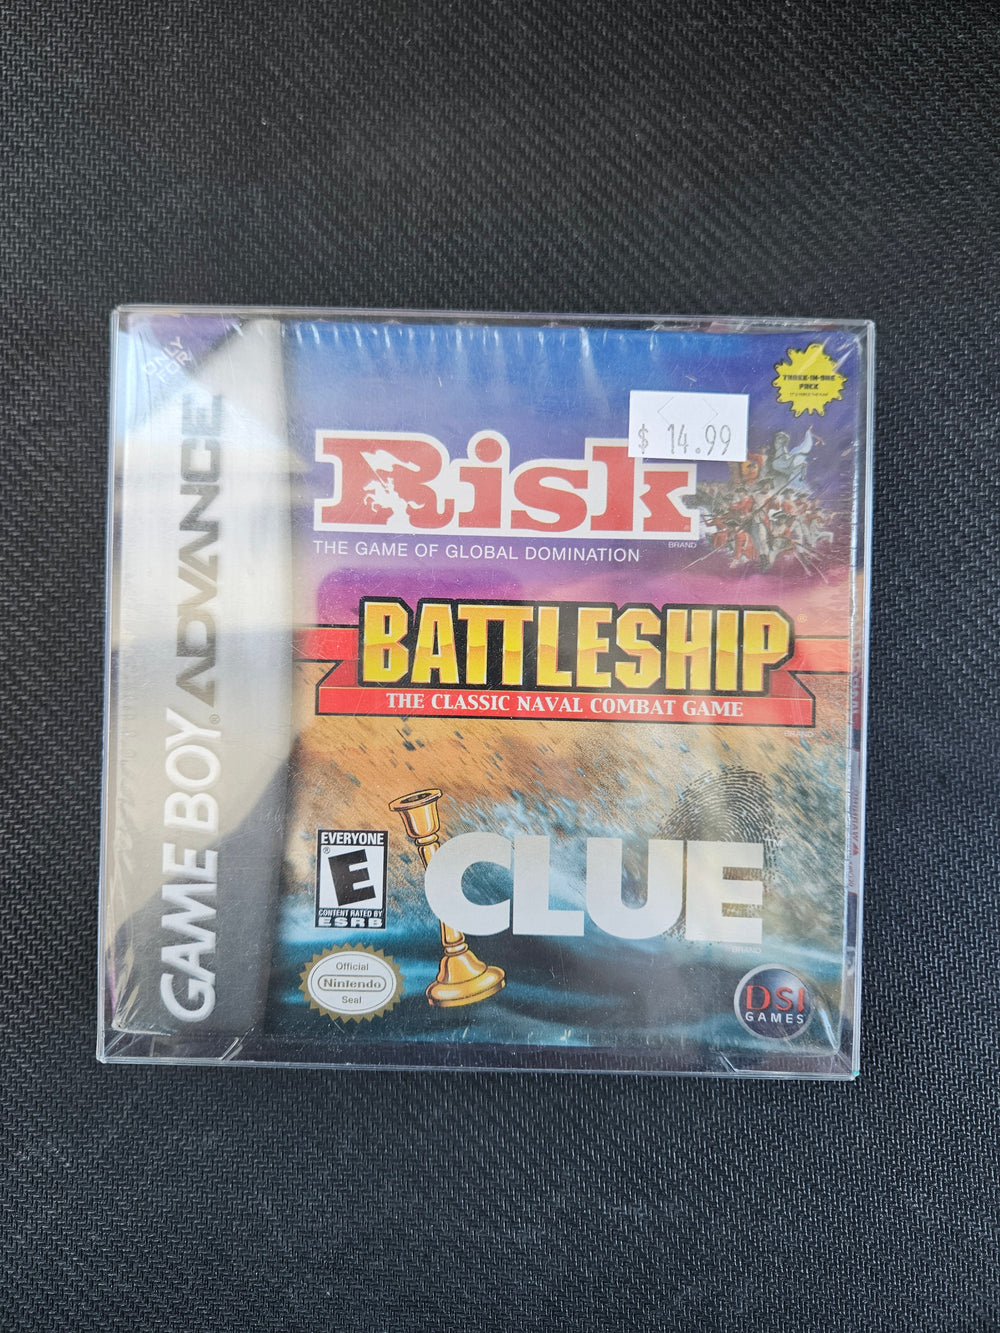 ONLY
FOR
GAME BOY ADVANCE
THREE-IN-ONE
PACK
$ 14.99
Risk
BRAND
THE GAME OF GLOBAL DOMINATION
BATTLESHIP®
THE CLASSIC NAVAL COMBAT GAME
BRAND
EVERYONE
E
®
CONTENT RATED BY
ESRB
CLUE
Official
Nintendo
Seal
DSI
GAMES